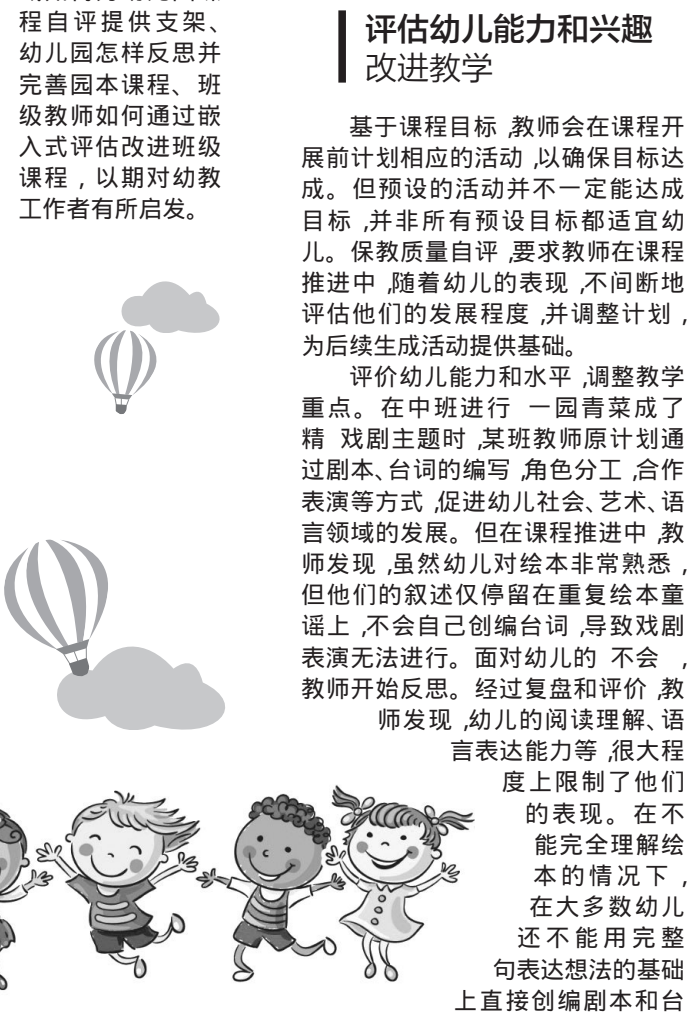 程自评提供支架、
幼儿园怎样反思并
完善园本课程、班
级教师如何通过嵌
入式评估改进班级
课程，以期对幼教
工作者有所启发。
评估幼儿能力和兴趣
改进教学
基于课程目标,教师会在课程开
展前计划相应的活动,以确保目标达
成。但预设的活动并不一定能达成
目标,并非所有预设目标都适宜幼
儿。保教质量自评,要求教师在课程
推进中,随着幼儿的表现,不间断地
评估他们的发展程度,并调整计划,
为后续生成活动提供基础。
评价幼儿能力和水平,调整教学
重点。在中班进行 一园青菜成了
精 戏剧主题时,某班教师原计划通
过剧本、台词的编写,角色分工,合作
表演等方式,促进幼儿社会、艺术、语
言领域的发展。但在课程推进中,教
师发现,虽然幼儿对绘本非常熟悉,
但他们的叙述仅停留在重复绘本童
谣上,不会自己创编台词,导致戏剧
表演无法进行。面对幼儿的 不会 ,
教师开始反思。经过复盘和评价,教
师发现,幼儿的阅读理解、语
言表达能力等,很大程
度上限制了他们
的表现。在不
能完全理解绘
本的情况下,
在大多数幼儿
还不能用完整
句表达想法的基础
上直接创编剧本和台